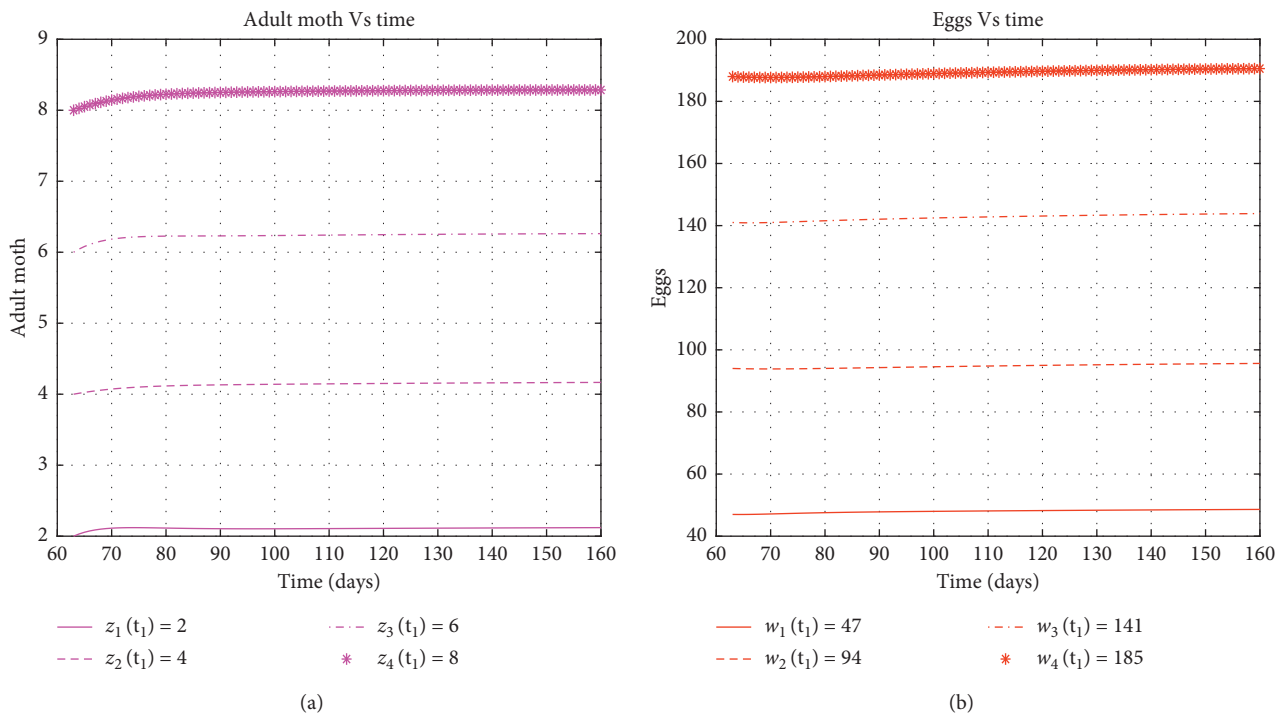 Adult moth Vs time
9
8
7
6
5
4
3
2
Adult moth
60 70 80 90 100 110 120 130 140 150 160
Time (days)
z1 (t1) = 2
z2 (t1) = 4
z3 (t1) = 6
z4 (t1) = 8
(a)
Eggs Vs time
200
180
160
140
120
100
80
60
40
Eggs
60 70 80 90 100 110 120 130 140 150 160
Time (days)
w1 (t1) = 47
w2 (t1) = 94
w3 (t1) = 141
w4 (t1) = 185
(b)